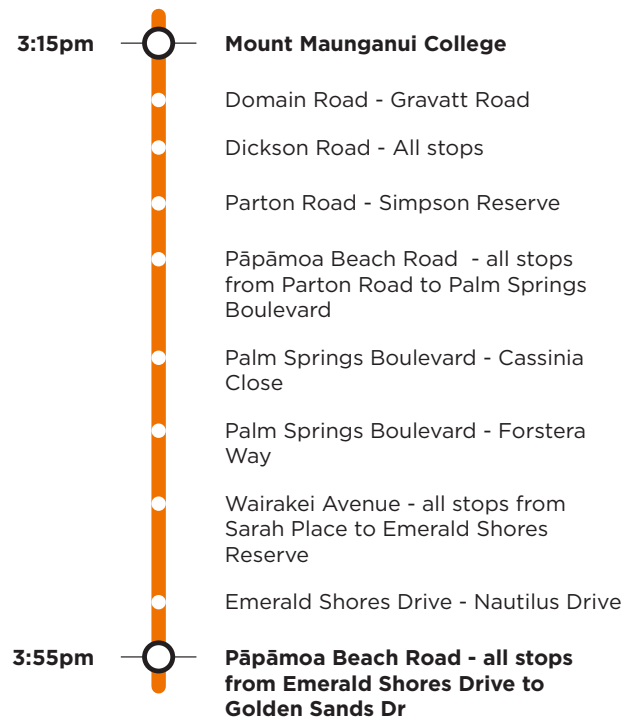 3:15pm Mount Maunganui College
Domain Road - Gravatt Road
Dickson Road - All stops
Parton Road - Simpson Reserve
Pāpāmoa Beach Road - all stops
from Parton Road to Palm Springs
Boulevard
Palm Springs Boulevard - Cassinia
Close
Palm Springs Boulevard - Forstera
Way
Wairakei Avenue - all stops from
Sarah Place to Emerald Shores
Reserve
Emerald Shores Drive - Nautilus Drive
3:55pm Pāpāmoa Beach Road - all stops
from Emerald Shores Drive to
Golden Sands Dr